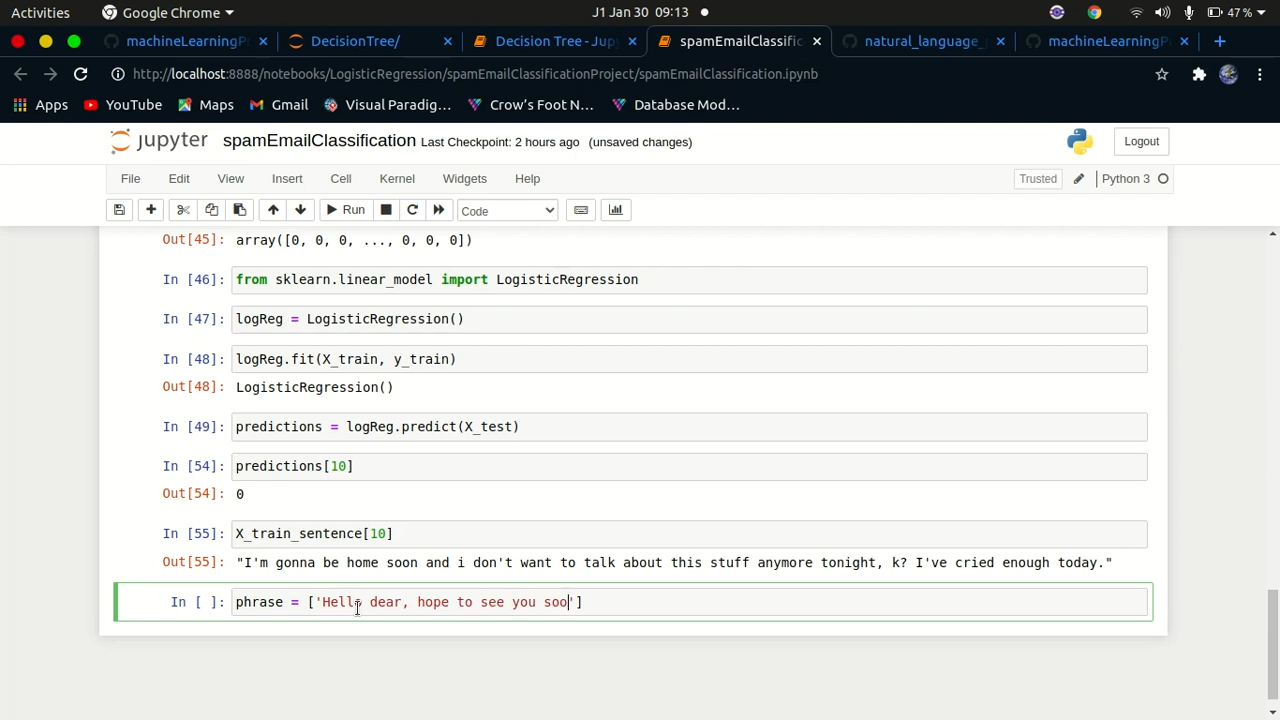 Activities Google Chrome J1 Jan 30 09:13 47 %
machineLearningPr DecisionTree/ Decision Tree - Jup spamEmailClassific natural_language_ machineLearningPr
http://localhost:8888/notebooks/LogisticRegression/spamEmailClassificationProject/spamEmailClassification.ipynb
Apps YouTube Maps Gmail Visual Paradig... Crow's Foot N... Database Mod...
jupyter spamEmailClassification Last Checkpoint: 2 hours ago (unsaved changes) Logout
File Edit View Insert Cell Kernel Widgets Help Trusted Python 3
Run Code
Out[45]: array([0, 0, 0, ..., 0, 0, 0])
In [46]: from sklearn.linear_model import LogisticRegression
In [47]: logReg = LogisticRegression()
In [48]: logReg.fit(X_train, y_train)
Out[48]: LogisticRegression()
In [49]: predictions = logReg.predict(X_test)
In [54]: predictions[10]
Out[54]: 0
In [55]: X_train_sentence[10]
Out[55]: "I'm gonna be home soon and i don't want to talk about this stuff anymore tonight, k? I've cried enough today."
In [ ]: phrase = ['Hello dear, hope to see you soo']